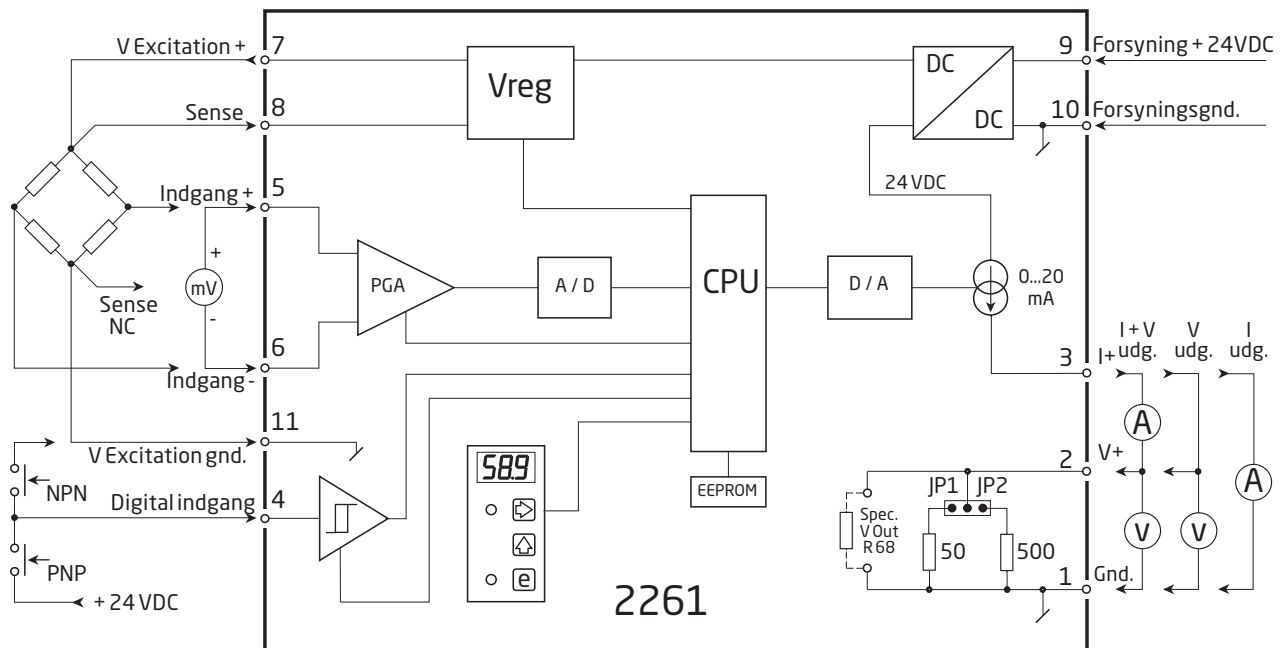 V Excitation +
7
9
Forsyning + 24VDC
Vreg
DC
DC
Sense
8
10
Forsyningsgnd.
Indgang +
5
24 VDC
+
mV
-
PGA
A / D
CPU
D / A
0...20
mA
Sense
NC
6
Indgang -
3
I+
I + V
udg.
V
udg.
I
udg.
11
V Excitation gnd.
A
NPN
58.9
EEPROM
2
V+
A
Digital indgang
4
JP1
JP2
Spec.
V Out
R 68
50
500
V
V
PNP
e
1
Gnd.
+ 24 VDC
2261